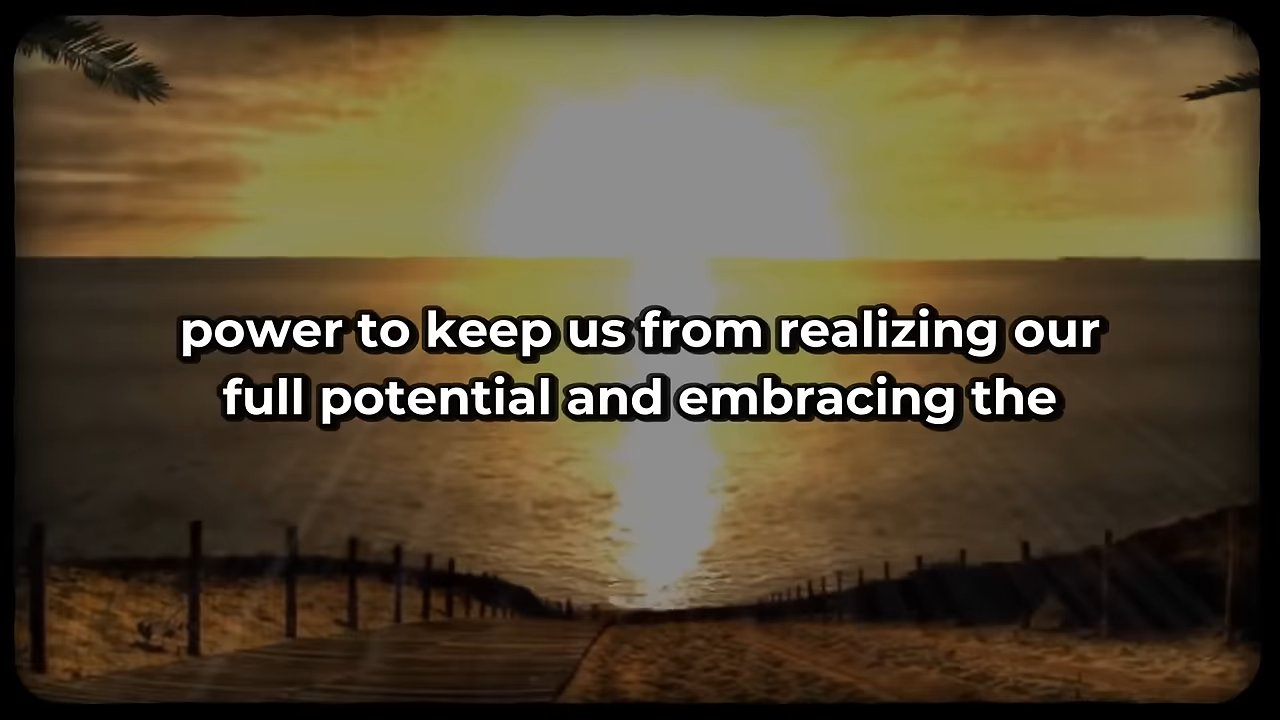 power to keep us from realizing our
full potential and embracing the